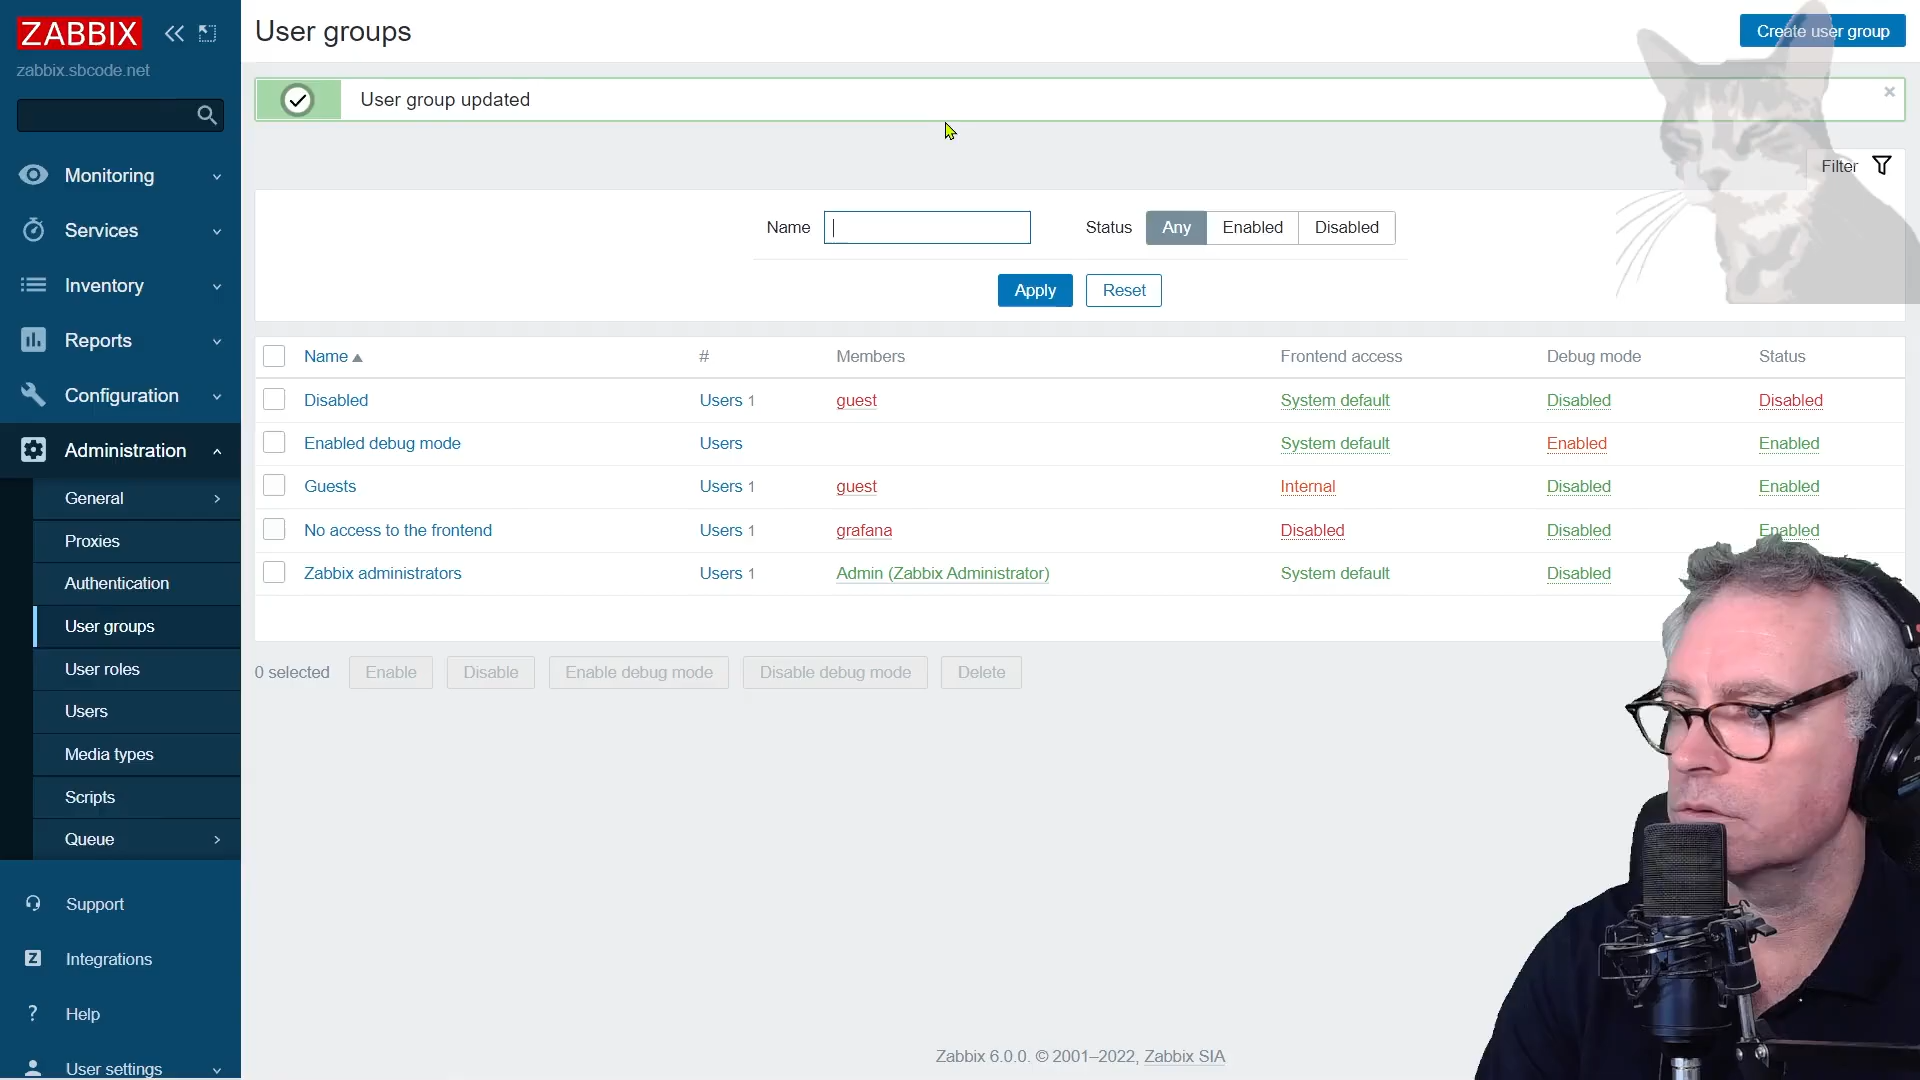 ZABBIX
zabbix.sbcode.net
Monitoring
Services
Inventory
Reports
Configuration
Administration
General
Proxies
Authentication
User groups
User roles
Users
Media types
Scripts
Queue
Support
Integrations
Help
User settings
User groups
Create user group
User group updated
Filter
Name
Status Any Enabled Disabled
Apply Reset
Name # Members Frontend access Debug mode Status
Disabled Users 1 guest System default Disabled Disabled
Enabled debug mode Users System default Enabled Enabled
Guests Users 1 guest Internal Disabled Enabled
No access to the frontend Users 1 grafana Disabled Disabled Enabled
Zabbix administrators Users 1 Admin (Zabbix Administrator) System default Disabled
0 selected Enable Disable Enable debug mode Disable debug mode Delete
Zabbix 6.0.0. © 2001–2022, Zabbix SIA